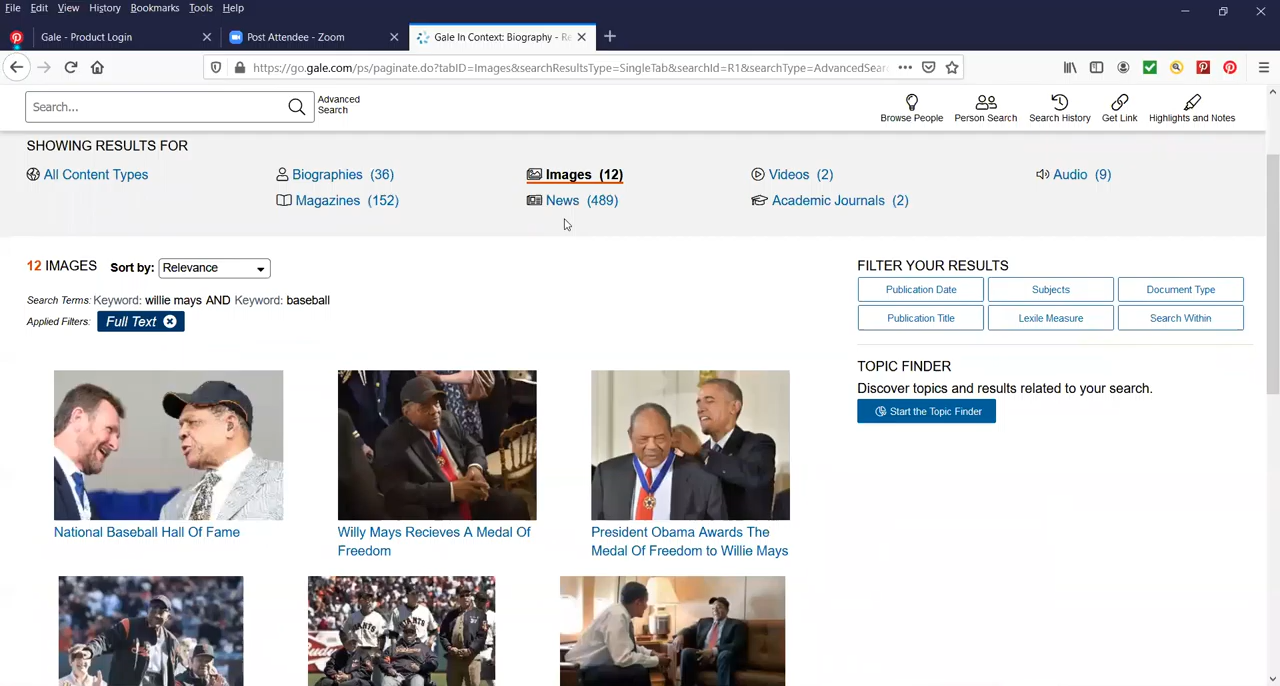 File Edit View History Bookmarks Tools Help
Gale - Product Login
Post Attendee - Zoom
Gale In Context: Biography - Re
https://go.gale.com/ps/paginate.do?tabID=Images&searchResultsType=SingleTab&searchId=R1&searchType=AdvancedSear
Search...
Advanced
Search
Browse People
Person Search
Search History
Get Link
Highlights and Notes
SHOWING RESULTS FOR
All Content Types
Biographies (36)
Images (12)
Videos (2)
Audio (9)
Magazines (152)
News (489)
Academic Journals (2)
12 IMAGES Sort by: Relevance
Search Terms: Keyword: willie mays AND Keyword: baseball
Applied Filters: Full Text
FILTER YOUR RESULTS
Publication Date
Subjects
Document Type
Publication Title
Lexile Measure
Search Within
TOPIC FINDER
Discover topics and results related to your search.
Start the Topic Finder
National Baseball Hall Of Fame
Willy Mays Recieves A Medal Of
Freedom
President Obama Awards The
Medal Of Freedom to Willie Mays
GIANTS